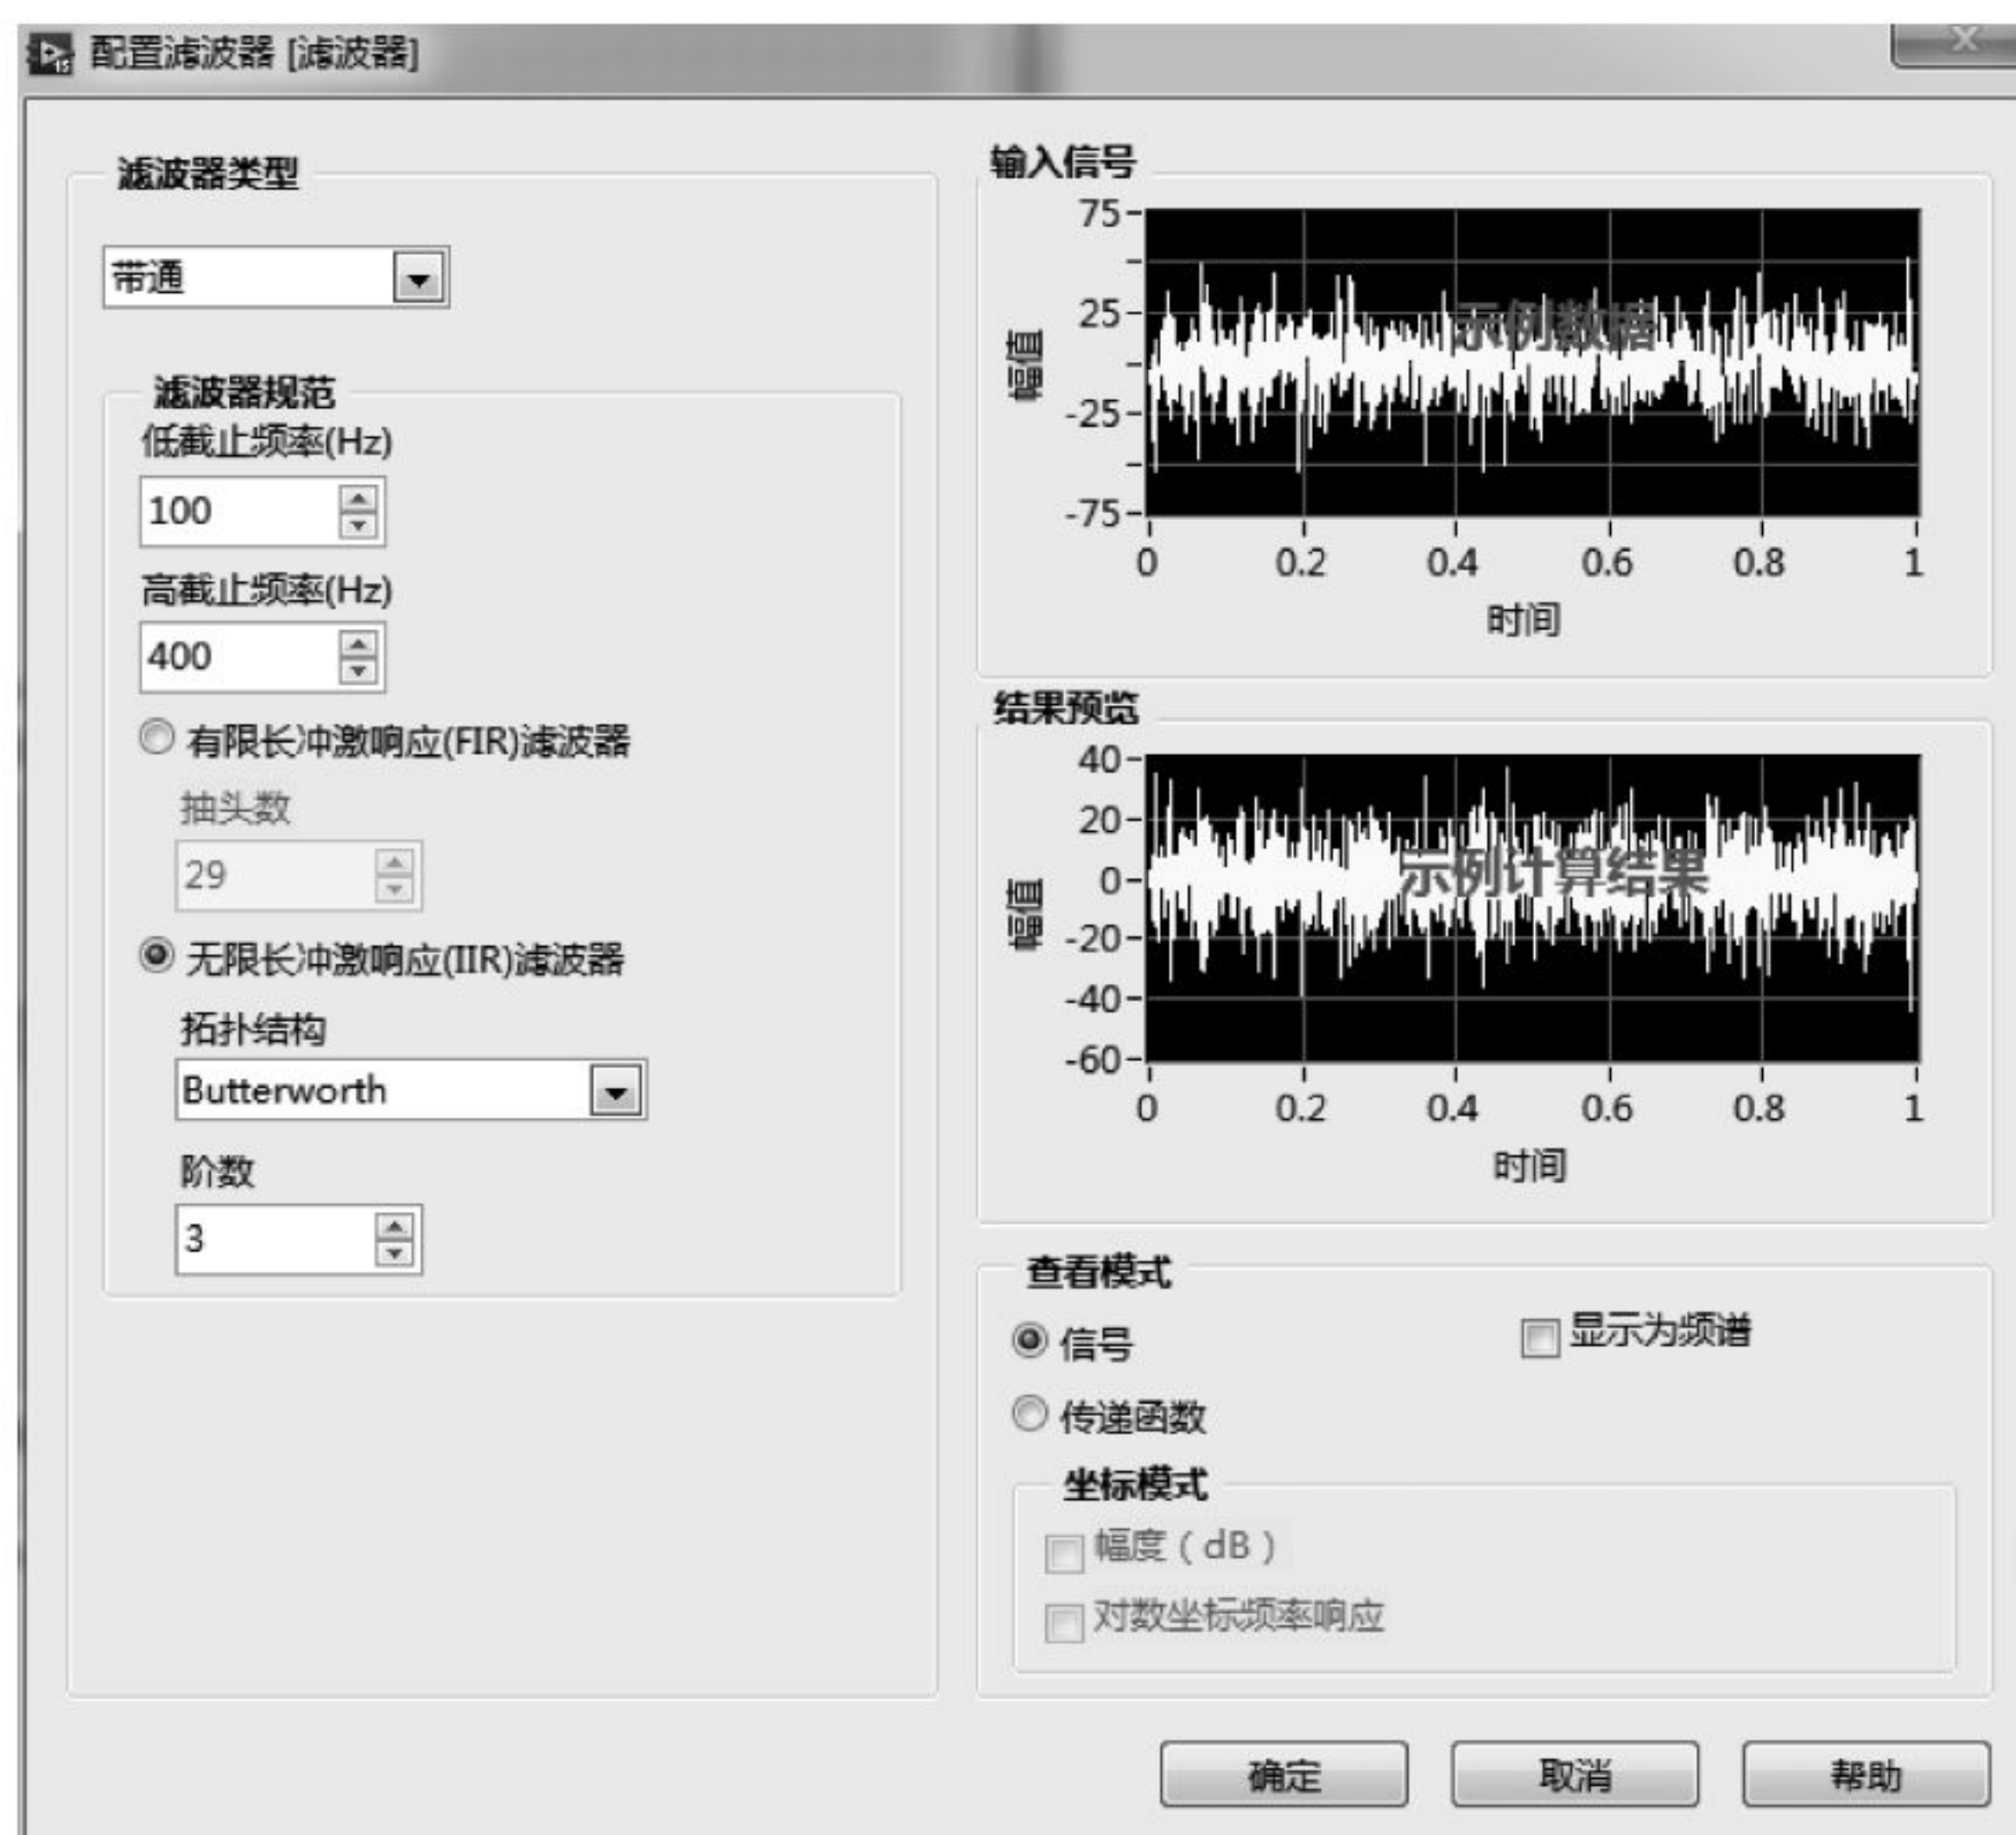 配置滤波器 [滤波器]
滤波器类型
带通
滤波器规范
低截止频率(Hz)
100
高截止频率(Hz)
400
有限长冲激响应(FIR)滤波器
抽头数
29
无限长冲激响应(IIR)滤波器
拓扑结构
Butterworth
阶数
3
输入信号
75
25
-25
-75
幅值
示例数据
0 0.2 0.4 0.6 0.8 1
时间
结果预览
40
20
0
-20
-40
-60
幅值
示例计算结果
0 0.2 0.4 0.6 0.8 1
时间
查看模式
信号 显示为频谱
传递函数
坐标模式
幅度（dB）
对数坐标频率响应
确定 取消 帮助